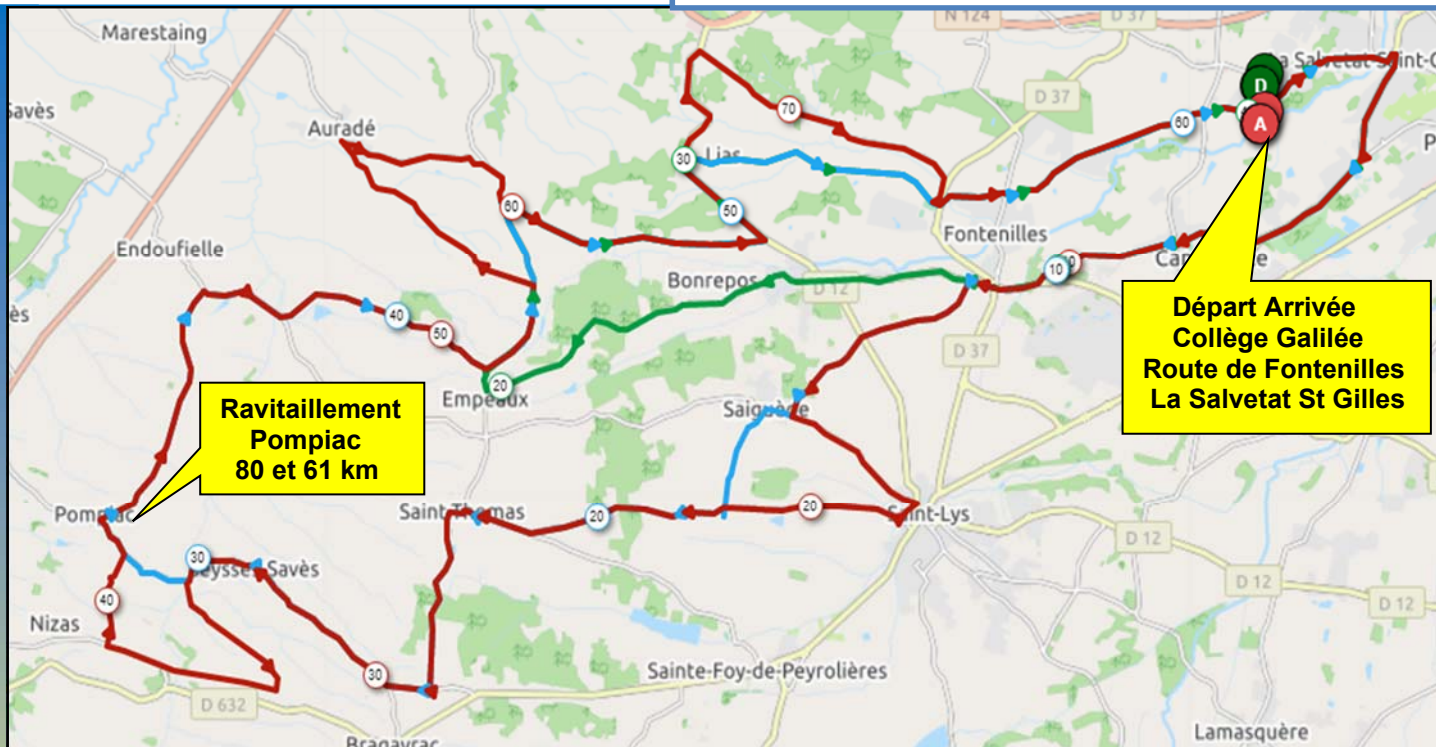 N 124
D 37
Marestaing
La Salvetat Saint-G
D
Savès
D 37
70
60
A
Auradé
30
Lias
60
50
Endoufielle
Fontenilles
Bonrepos
10
D 12
Départ Arrivée
Collège Galilée
Route de Fontenilles
La Salvetat St Gilles
40
50
D 37
20
Empeaux
Saiguède
Ravitaillement
Pompiac
80 et 61 km
Pompiac
Saint-Thomas
20
20
Saint-Lys
D 12
30
eysses-Savès
D 12
D 12
40
Nizas
30
Sainte-Foy-de-Peyrolières
D 632
Lamasquère
Bragayrac